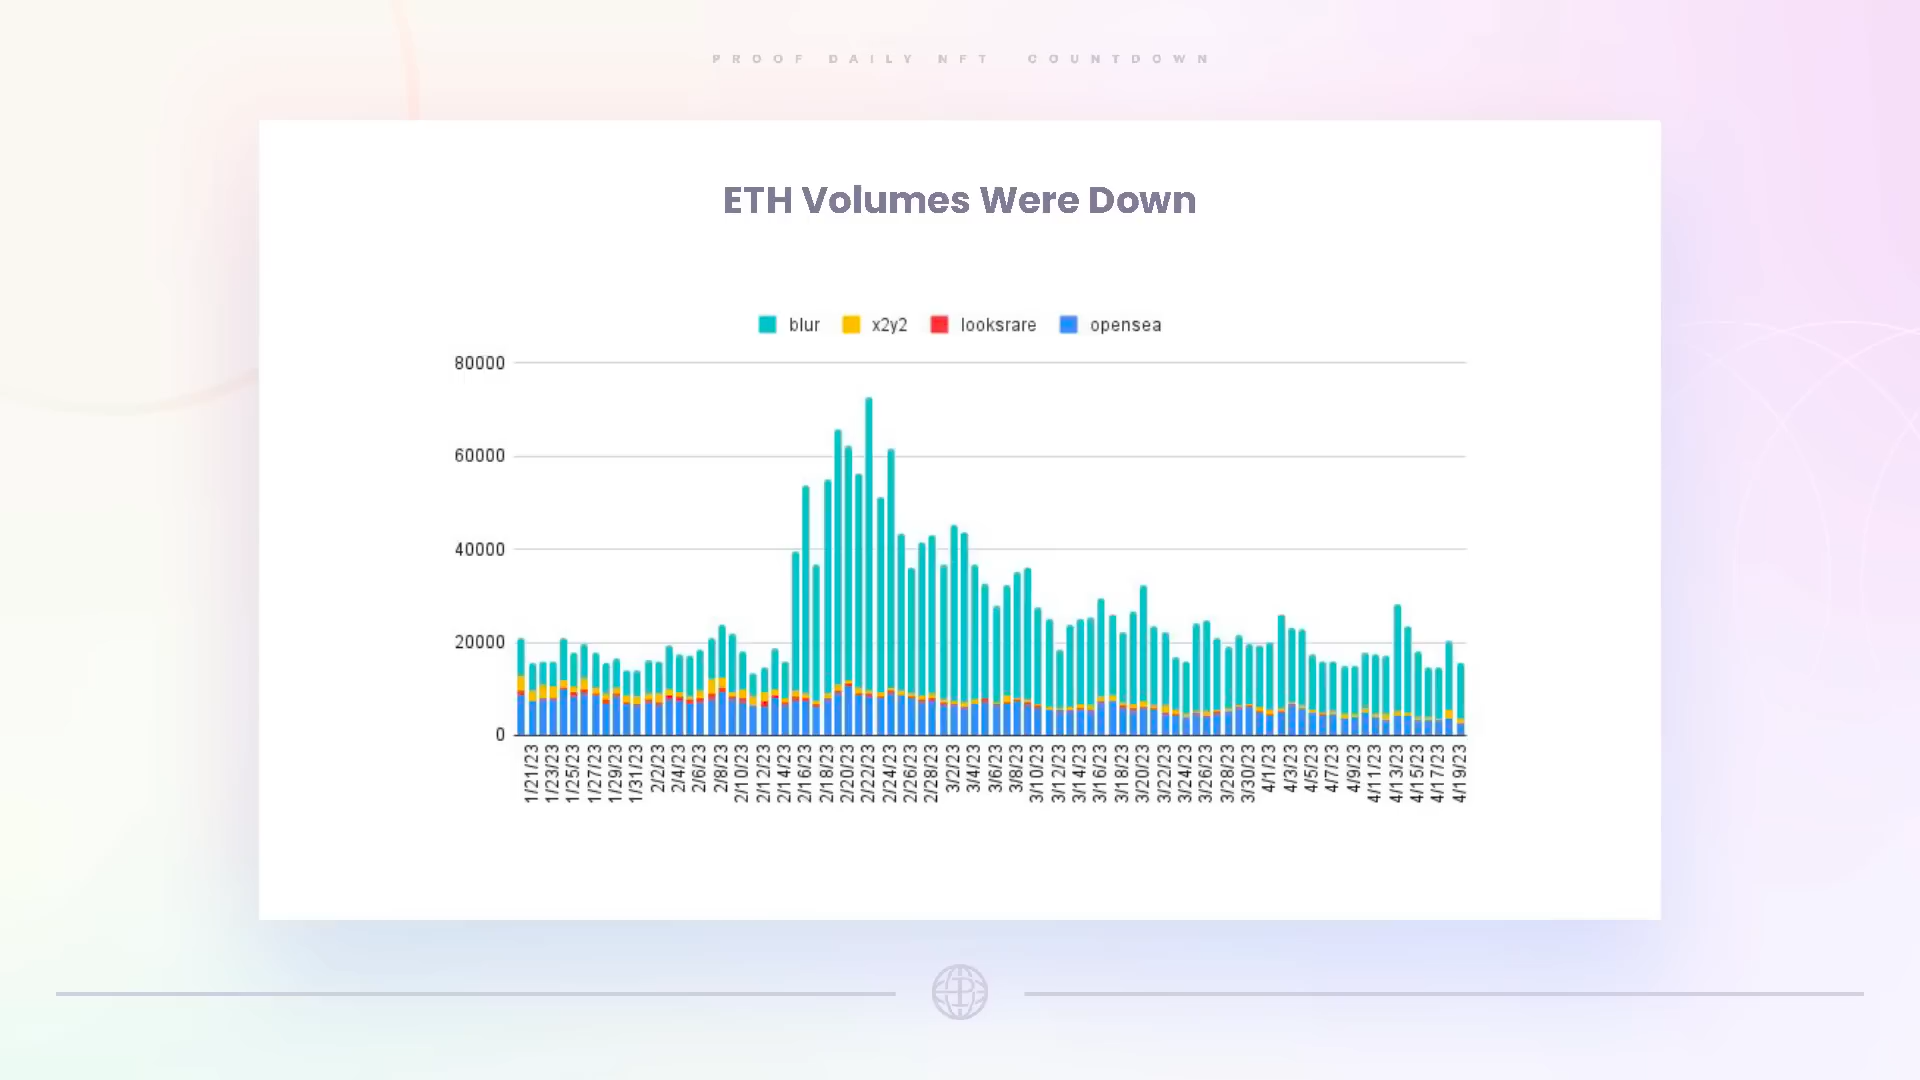 PROOF DAILY NFT COUNTDOWN
ETH Volumes Were Down
blur x2y2 looksrare opensea
80000
60000
40000
20000
0
1/21/23 1/23/23 1/25/23 1/27/23 1/29/23 1/31/23 2/2/23 2/4/23 2/6/23 2/8/23 2/10/23 2/12/23 2/14/23 2/16/23 2/18/23 2/20/23 2/22/23 2/24/23 2/26/23 2/28/23 3/2/23 3/4/23 3/6/23 3/8/23 3/10/23 3/12/23 3/14/23 3/16/23 3/18/23 3/20/23 3/22/23 3/24/23 3/26/23 3/28/23 3/30/23 4/1/23 4/3/23 4/5/23 4/7/23 4/9/23 4/11/23 4/13/23 4/15/23 4/17/23 4/19/23